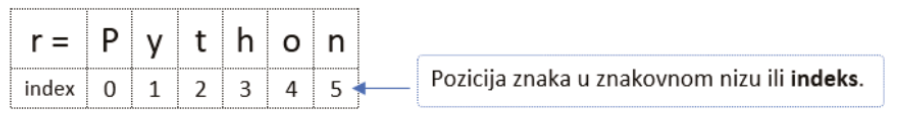 r = P y t h o n
index 0 1 2 3 4 5
Pozicija znaka u znakovnom nizu ili indeks.